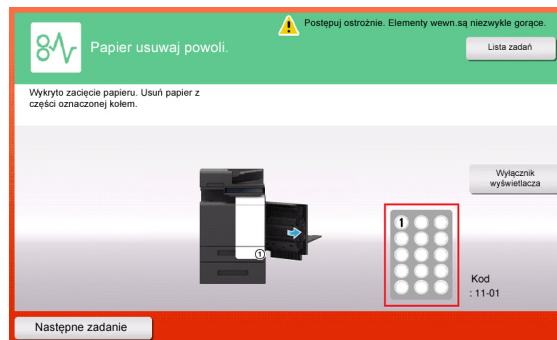 Postępuj ostrożnie. Elementy wewn.są niezwykle gorące.
Papier usuwaj powoli.
Lista zadań
Wykryto zacięcie papieru. Usuń papier z
części oznaczonej kołem.
Wyłącznik
wyświetlacza
1
1
Kod
: 11-01
Następne zadanie